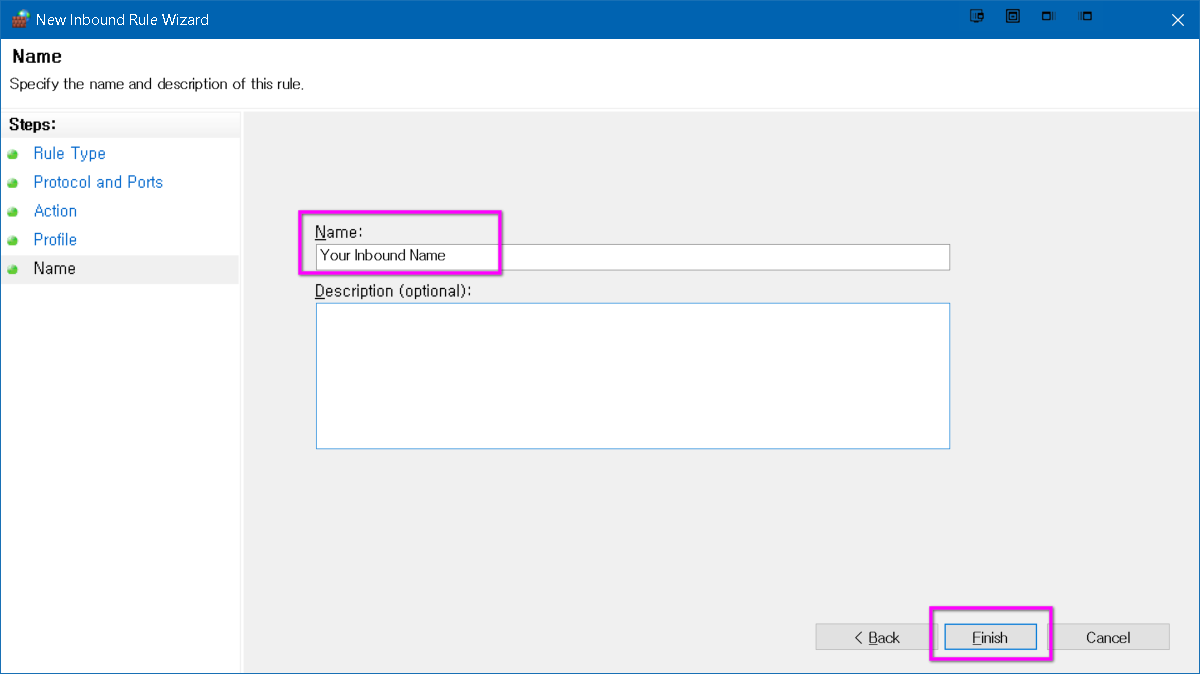 New Inbound Rule Wizard
Name
Specify the name and description of this rule.
Steps:
Rule Type
Protocol and Ports
Action
Profile
Name
Name:
Your Inbound Name
Description (optional):
< Back
Finish
Cancel